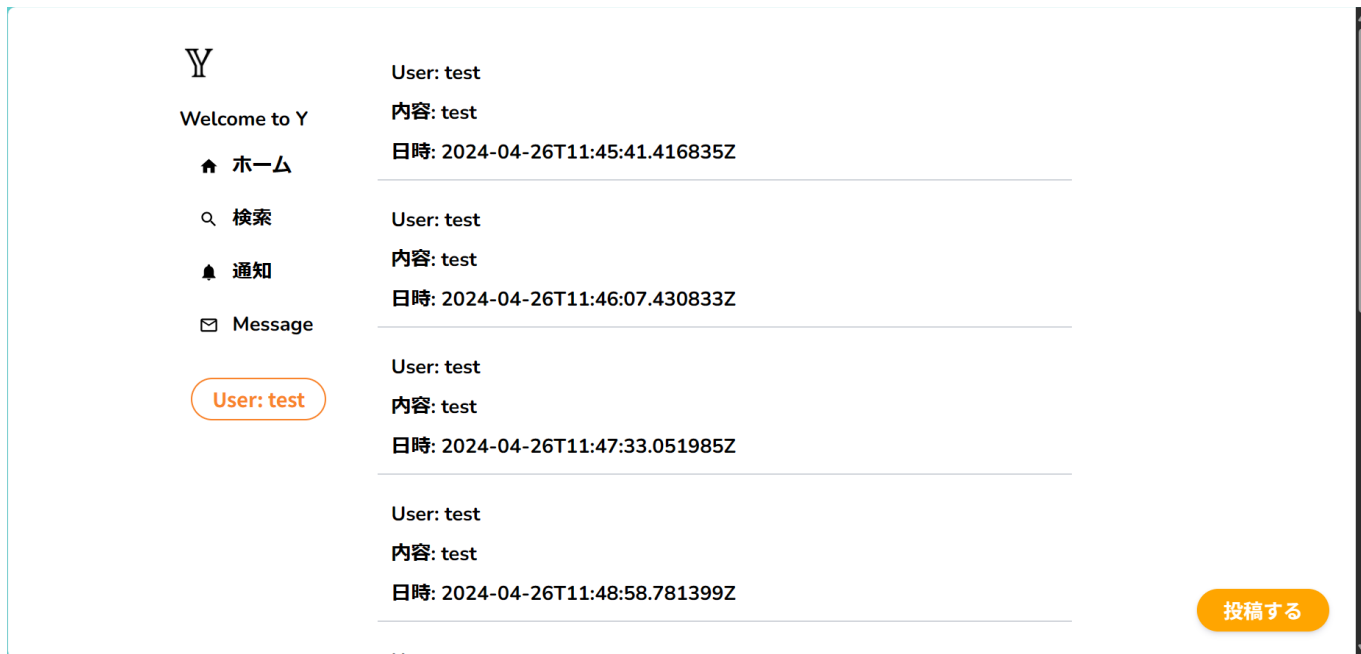 Y
Welcome to Y
ホーム
検索
通知
Message
User: test
User: test
内容: test
日時: 2024-04-26T11:45:41.416835Z
User: test
内容: test
日時: 2024-04-26T11:46:07.430833Z
User: test
内容: test
日時: 2024-04-26T11:47:33.051985Z
User: test
内容: test
日時: 2024-04-26T11:48:58.781399Z
投稿する